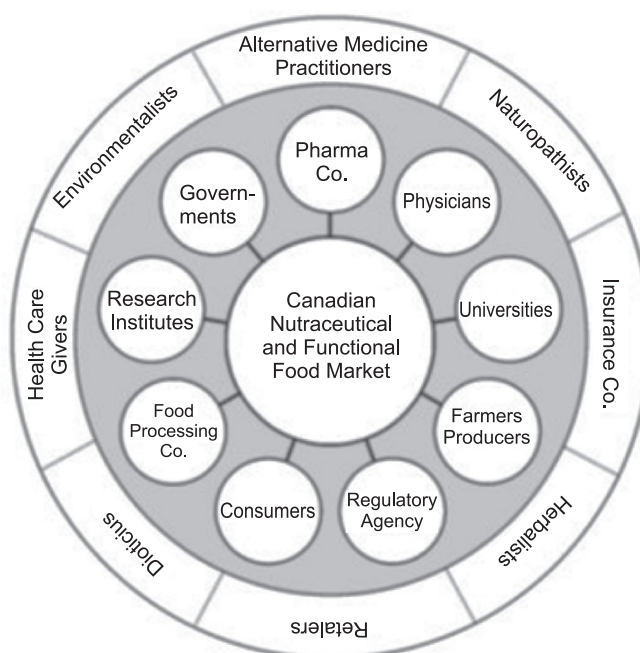 Alternative Medicine
Practitioners
Naturopathists
Insurance Co.
Herbalists
Retalers
Dioticius
Health Care
Givers
Environmentalists
Pharma
Co.
Physicians
Universities
Farmers
Producers
Regulatory
Agency
Consumers
Food
Processing
Co.
Research
Institutes
Govern-
ments
Canadian
Nutraceutical
and Functional
Food Market